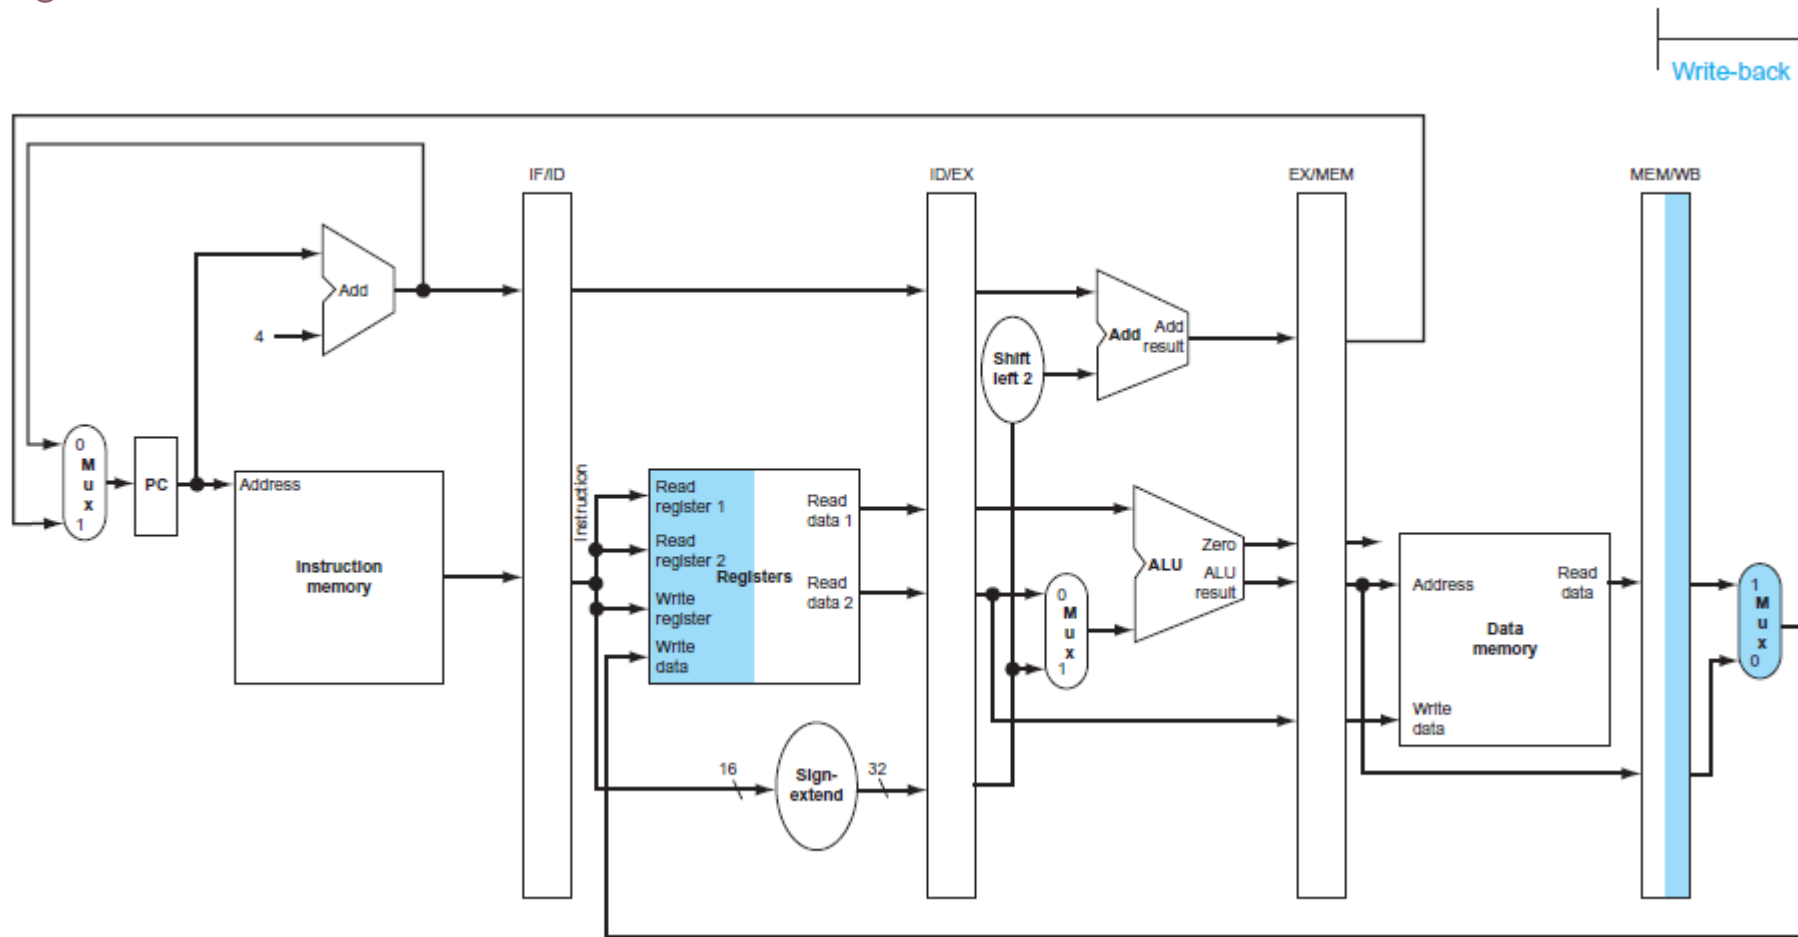 Write-back
IF/ID
ID/EX
EX/MEM
MEM/WB
Add
4
Add
Add
result
Shift
left 2
0
M
u
x
1
PC
Address
Instruction
memory
Instruction
Read
register 1
Read
register 2
Write
register
Write
data
Registers
Read
data 1
Read
data 2
16
Sign-
extend
32
0
M
u
x
1
ALU
Zero
ALU
result
Address
Read
data
Data
memory
Write
data
1
M
u
x
0